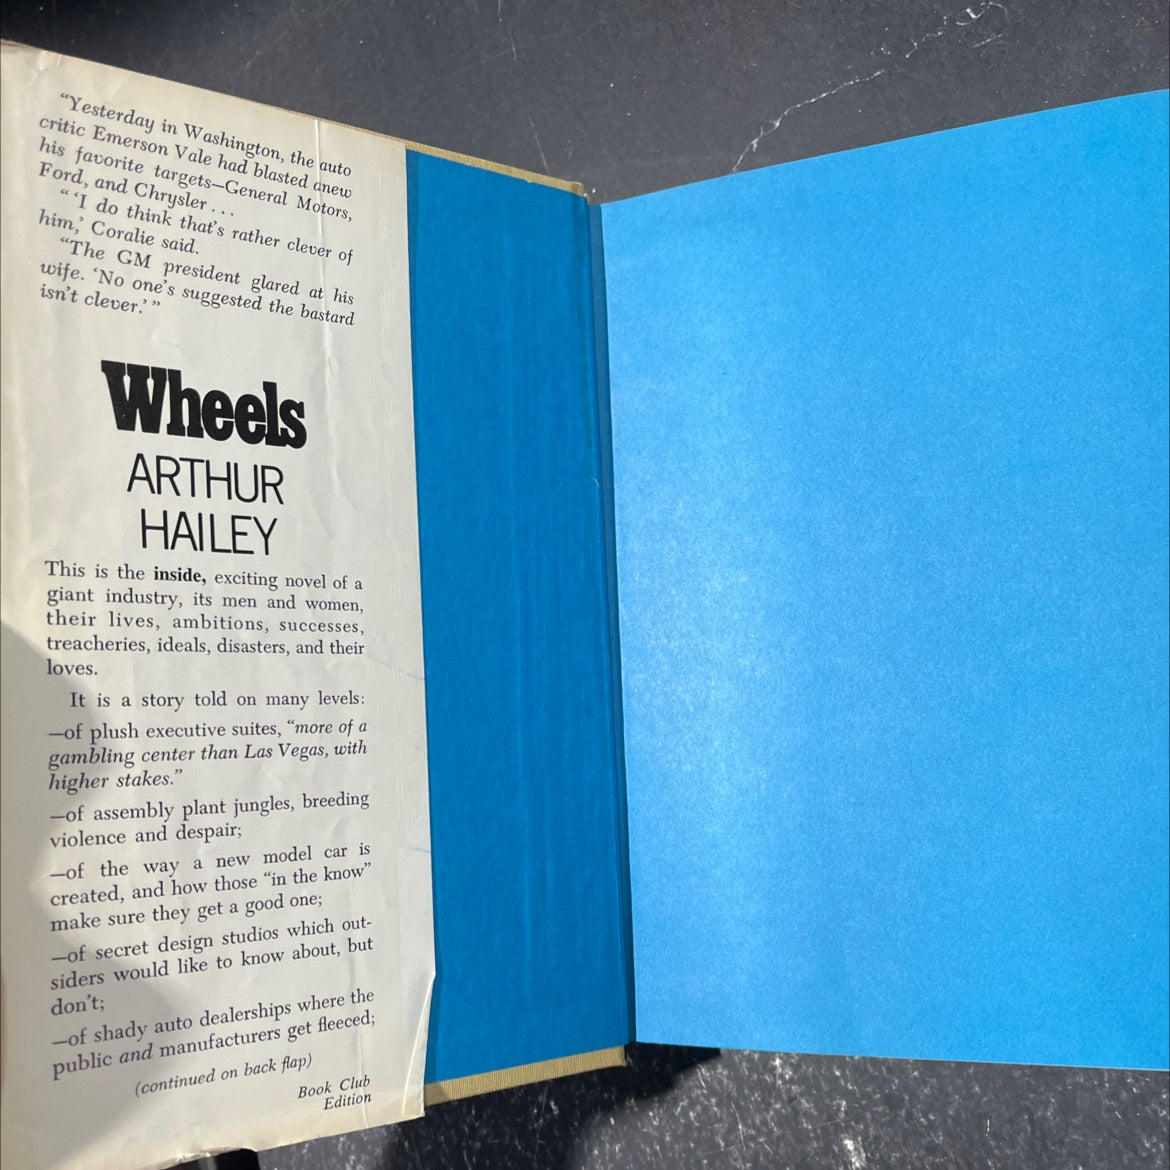 “Yesterday in Washington, the auto
critic Emerson Vale had blasted anew
his favorite targets—General Motors,
Ford, and Chrysler . . .
“ ‘I do think that’s rather clever of
him,’ Coralie said.
“The GM president glared at his
wife. ‘No one’s suggested the bastard
isn’t clever.’ ”
Wheels
ARTHUR
HAILEY
This is the inside, exciting novel of a
giant industry, its men and women,
their lives, ambitions, successes,
treacheries, ideals, disasters, and their
loves.
It is a story told on many levels:
—of plush executive suites, “more of a
gambling center than Las Vegas, with
higher stakes.”
—of assembly plant jungles, breeding
violence and despair;
—of the way a new model car is
created, and how those “in the know”
make sure they get a good one;
—of secret design studios which out-
siders would like to know about, but
don’t;
—of shady auto dealerships where the
public and manufacturers get fleeced;
(continued on back flap)
Book Club
Edition